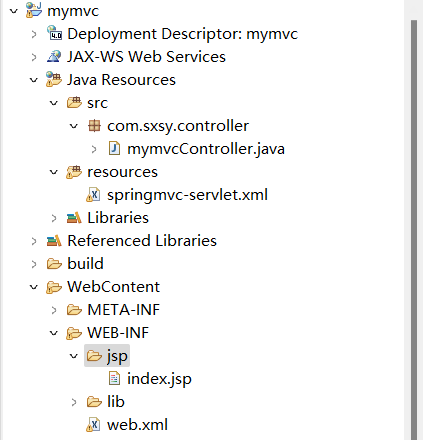 mymvc
Deployment Descriptor: mymvc
JAX-WS Web Services
Java Resources
src
com.sxsy.controller
mymvcController.java
resources
springmvc-servlet.xml
Libraries
Referenced Libraries
build
WebContent
META-INF
WEB-INF
jsp
index.jsp
lib
web.xml